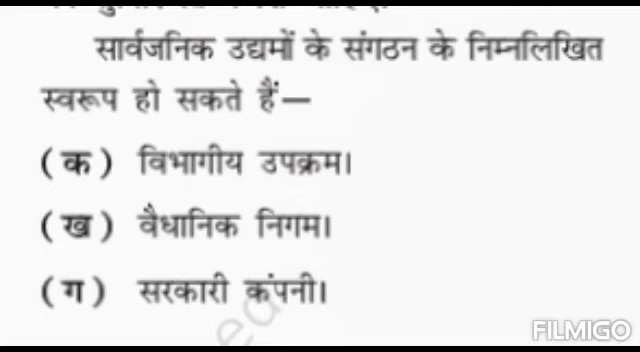 सार्वजनिक उद्यमों के संगठन के निम्नलिखित
स्वरूप हो सकते हैं—
(क) विभागीय उपक्रम।
(ख) वैधानिक निगम।
(ग) सरकारी कंपनी।
FILMIGO